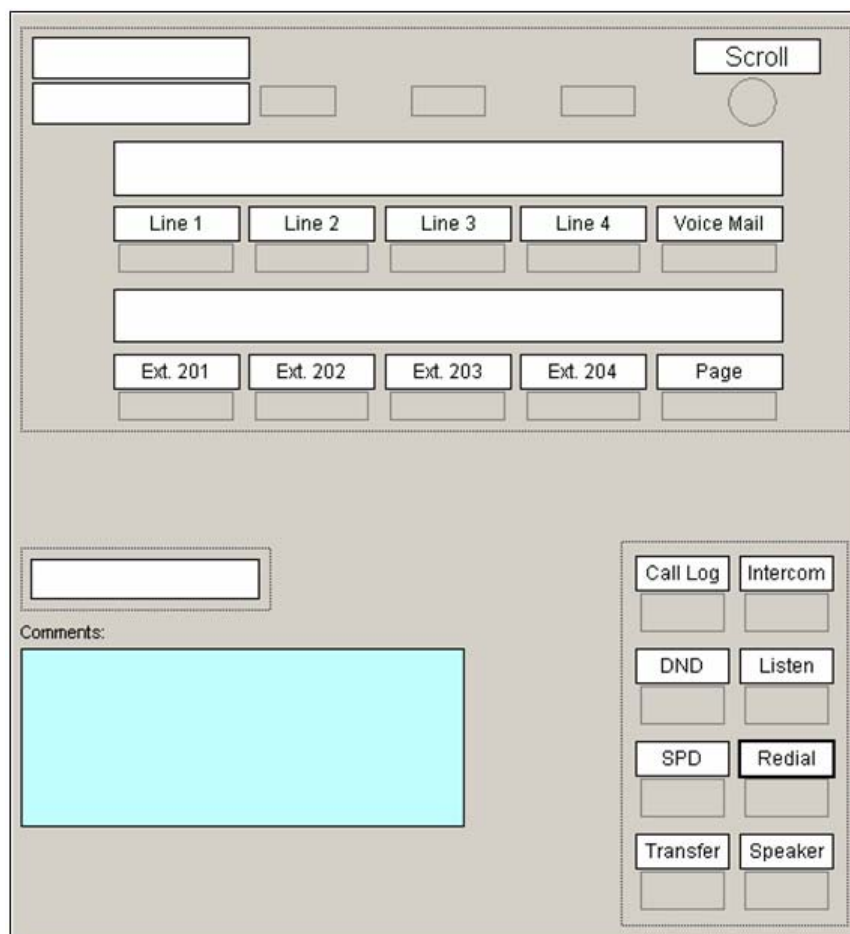 Scroll
Line 1 Line 2 Line 3 Line 4 Voice Mail
Ext. 201 Ext. 202 Ext. 203 Ext. 204 Page
Comments:
Call Log Intercom
DND Listen
SPD Redial
Transfer Speaker